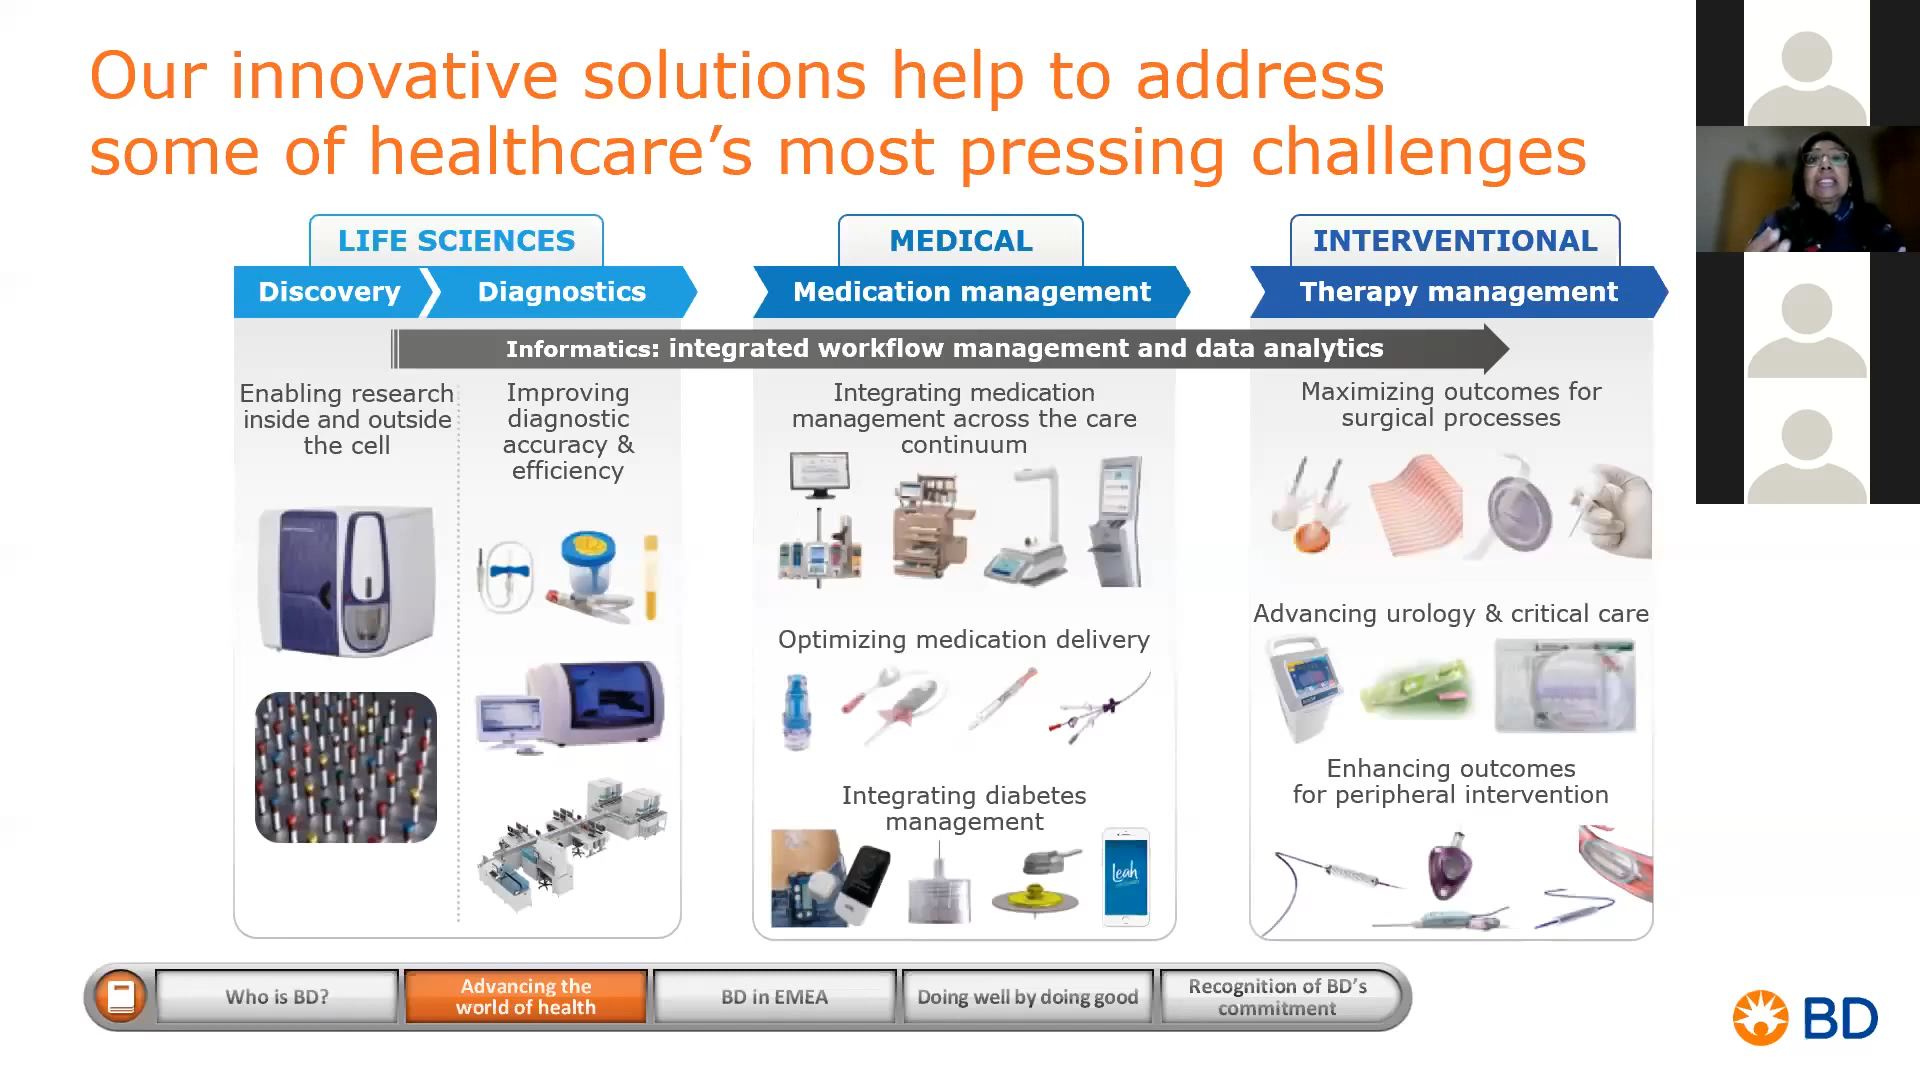 Our innovative solutions help to address
some of healthcare’s most pressing challenges
LIFE SCIENCES
Discovery
Diagnostics
MEDICAL
Medication management
INTERVENTIONAL
Therapy management
Informatics: integrated workflow management and data analytics
Enabling research
inside and outside
the cell
Improving
diagnostic
accuracy &
efficiency
Integrating medication
management across the care
continuum
Optimizing medication delivery
Integrating diabetes
management
Leah
Maximizing outcomes for
surgical processes
Advancing urology & critical care
Enhancing outcomes
for peripheral intervention
Who is BD?
Advancing the
world of health
BD in EMEA
Doing well by doing good
Recognition of BD’s
commitment
BD